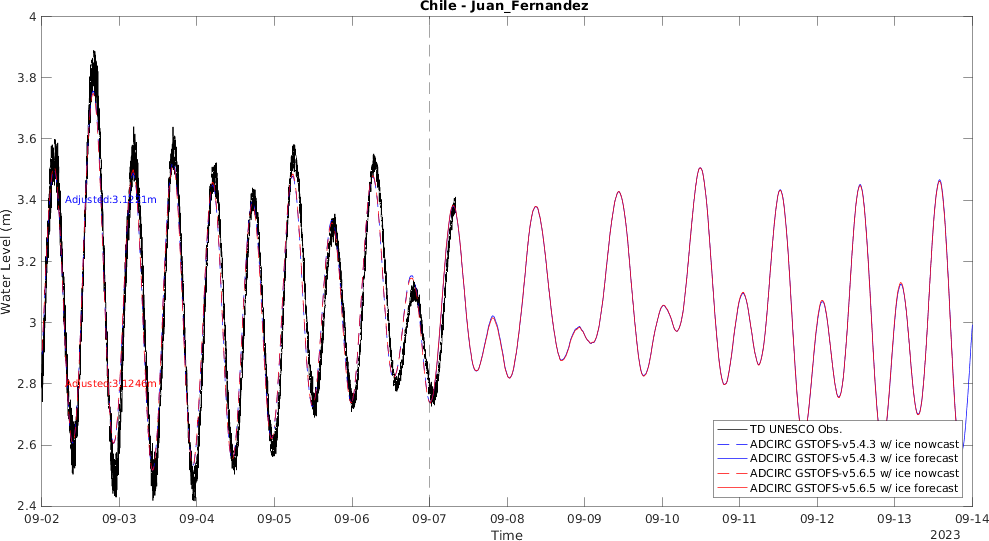 Chile - Juan_Fernandez
4
3.8
3.6
3.4
3.2
3
2.8
2.6
2.4
Water Level (m)
Adjusted:3.1251m
Adjusted:3.1246m
TD UNESCO Obs.
ADCIRC GSTOFS-v5.4.3 w/ ice nowcast
ADCIRC GSTOFS-v5.4.3 w/ ice forecast
ADCIRC GSTOFS-v5.6.5 w/ ice nowcast
ADCIRC GSTOFS-v5.6.5 w/ ice forecast
09-02 09-03 09-04 09-05 09-06 09-07 09-08 09-09 09-10 09-11 09-12 09-13 09-14
Time
2023